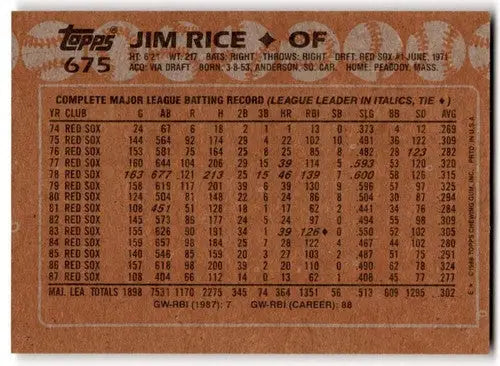 Topps JIM RICE ♦ OF
675 HT: 6'2" WT: 217 BATS: RIGHT THROWS: RIGHT DRFT: RED SOX #1-JUNE, 1971
ACQ: VIA DRAFT BORN: 3-8-53, ANDERSON, SO. CAR. HOME: PEABODY, MASS.
COMPLETE MAJOR LEAGUE BATTING RECORD (LEAGUE LEADER IN ITALICS, TIE ♦)
YR CLUB G AB R H 2B 3B HR RBI SB SLG BB SO AVG
74 RED SOX 24 67 6 18 2 1 1 13 0 .373 4 12 .269
75 RED SOX 144 564 92 174 29 4 22 102 10 .491 36 122 .309
76 RED SOX 153 581 75 164 25 8 25 85 8 .482 28 123 .282
77 RED SOX 160 644 104 206 29 15 39 114 5 .593 53 120 .320
78 RED SOX 163 677 121 213 25 15 46 139 7 .600 58 126 .315
79 RED SOX 158 619 117 201 39 6 39 130 9 .596 57 97 .325
80 RED SOX 124 504 81 148 22 6 24 86 8 .504 30 87 .294
81 RED SOX 108 451 51 128 18 1 17 62 2 .441 34 76 .284
82 RED SOX 145 573 86 177 24 5 24 97 0 .494 55 98 .309
83 RED SOX 155 626 90 191 34 1 39 126♦ 0 .550 52 102 .305
84 RED SOX 159 657 98 184 25 7 28 122 4 .467 44 102 .280
85 RED SOX 140 546 85 159 20 3 27 103 2 .487 51 75 .291
86 RED SOX 157 618 98 200 39 2 20 110 0 .490 62 78 .324
87 RED SOX 108 404 66 112 14 0 13 62 1 .408 45 77 .277
MAJ. LEA. TOTALS 1898 7531 1170 2275 345 74 364 1351 56 .513 609 1295 .302
GW-RBI (1987): 7 GW-RBI (CAREER): 88
E* ©1988 TOPPS CHEWING GUM, INC. PRTD. IN U.S.A.